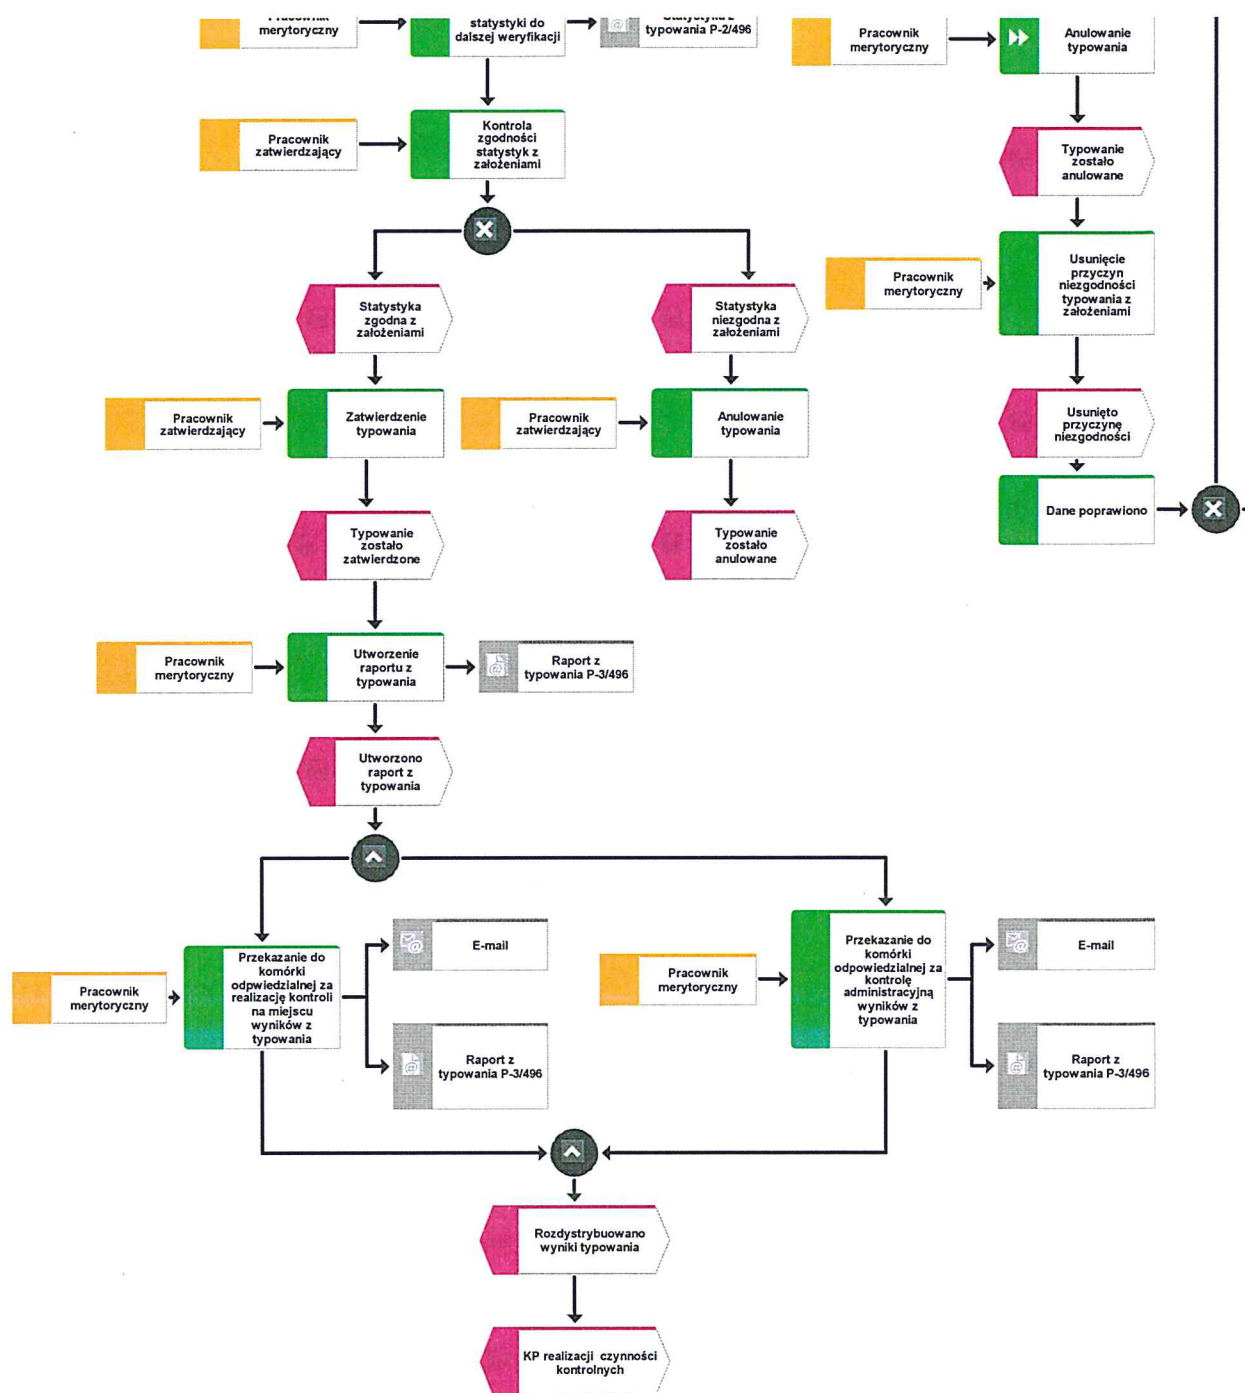 Pracownik
merytoryczny
statystyki do
dalszej weryfikacji
Statystyka z
typowania P-2/496
Pracownik
merytoryczny
Anulowanie
typowania
Pracownik
zatwierdzający
Kontrola
zgodności
statystyk z
założeniami
Typowanie
zostało
anulowane
Statystyka
zgodna z
założeniami
Statystyka
niezgodna z
założeniami
Pracownik
merytoryczny
Usunięcie
przyczyn
niezgodności
typowania z
założeniami
Pracownik
zatwierdzający
Zatwierdzenie
typowania
Pracownik
zatwierdzający
Anulowanie
typowania
Usunięto
przyczynę
niezgodności
Dane poprawiono
Typowanie
zostało
zatwierdzone
Typowanie
zostało
anulowane
Pracownik
merytoryczny
Utworzenie
raportu z
typowania
Raport z
typowania P-3/496
Utworzono
raport z
typowania
Pracownik
merytoryczny
Przekazanie do
komórki
odpwiedzialnej za
realizację kontroli
na miejscu
wyników z
typowania
E-mail
Raport z
typowania P-3/496
Pracownik
merytoryczny
Przekazanie do
komórki
odpowiedzialnej za
kontrolę
administracyjną
wyników z
typowania
E-mail
Raport z
typowania P-3/496
Rozdystrybuowano
wyniki typowania
KP realizacji czynności
kontrolnych